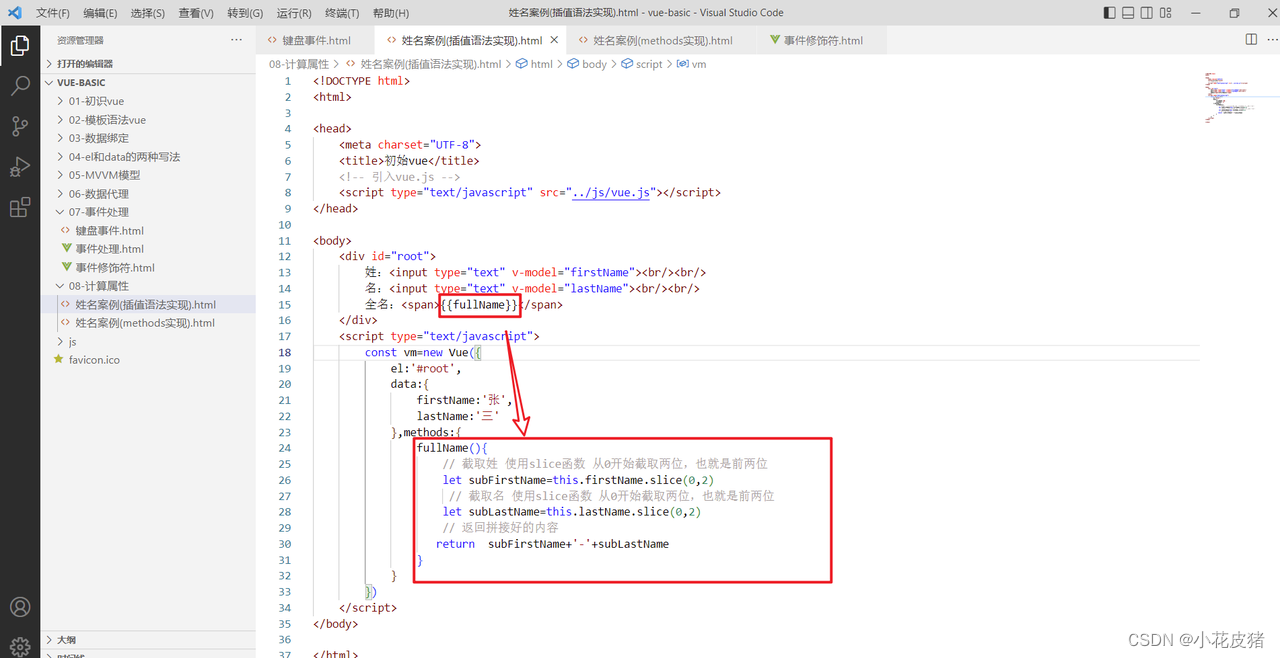 文件(F) 编辑(E) 选择(S) 查看(V) 转到(G) 运行(R) 终端(T) 帮助(H) 姓名案例(插值语法实现).html - vue-basic - Visual Studio Code
资源管理器
打开的编辑器
VUE-BASIC
01-初识vue
02-模板语法vue
03-数据绑定
04-el和data的两种写法
05-MVVM模型
06-数据代理
07-事件处理
键盘事件.html
事件处理.html
事件修饰符.html
08-计算属性
姓名案例(插值语法实现).html
姓名案例(methods实现).html
js
favicon.ico
大纲
键盘事件.html 姓名案例(插值语法实现).html 姓名案例(methods实现).html 事件修饰符.html
08-计算属性 > 姓名案例(插值语法实现).html > html > body > script > vm
1 <!DOCTYPE html>
2 <html>
3
4 <head>
5 <meta charset="UTF-8">
6 <title>初始vue</title>
7 <!-- 引入vue.js -->
8 <script type="text/javascript" src="../js/vue.js"></script>
9 </head>
10
11 <body>
12 <div id="root">
13 姓：<input type="text" v-model="firstName"><br/><br/>
14 名：<input type="text" v-model="lastName"><br/><br/>
15 全名：<span>{{fullName}}</span>
16 </div>
17 <script type="text/javascript">
18 const vm=new Vue({
19 el:'#root',
20 data:{
21 firstName:'张',
22 lastName:'三'
23 },methods:{
24 fullName(){
25 // 截取姓 使用slice函数 从0开始截取两位，也就是前两位
26 let subFirstName=this.firstName.slice(0,2)
27 // 截取名 使用slice函数 从0开始截取两位，也就是前两位
28 let subLastName=this.lastName.slice(0,2)
29 // 返回拼接好的内容
30 return subFirstName+'-'+subLastName
31 }
32 }
33 })
34 </script>
35 </body>
36
37 </html>
CSDN @小花皮猪